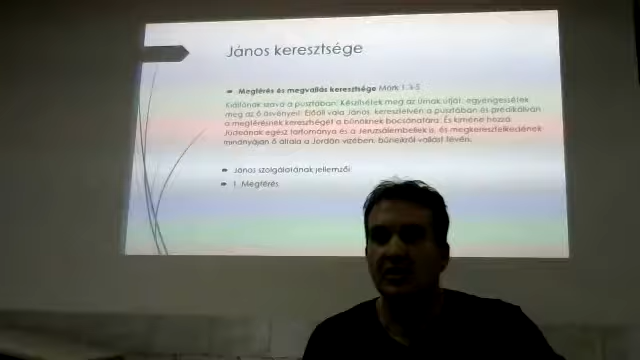 János keresztsége
Megtérés és megvallás keresztsége Márk 1:3-5
Kiáltónak szava a pusztában: Készítsétek meg az Úrnak útját, egyengessétek
meg az ő ösvényeit. Előáll vala János, keresztelvén a pusztában és prédikálván
a megtérésnek keresztségét a bűnöknek bocsánatára. És kiméne hozzá
Júdeának egész tartománya és a Jeruzsálembeliek is, és megkeresztelkedének
mindnyájan ő általa a Jordán vizében, bűneikről vallást tévén.
János szolgálatának jellemzői:
1. Megtérés